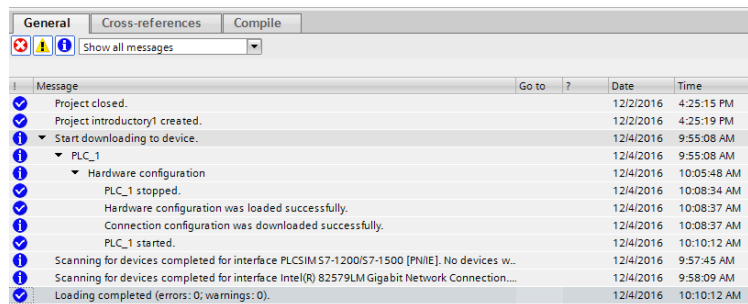 General Cross-references Compile
Show all messages
! Message Go to ? Date Time
Project closed. 12/2/2016 4:25:15 PM
Project introductory1 created. 12/2/2016 4:25:19 PM
Start downloading to device. 12/4/2016 9:55:08 AM
PLC_1 12/4/2016 9:55:08 AM
Hardware configuration 12/4/2016 10:05:48 AM
PLC_1 stopped. 12/4/2016 10:08:34 AM
Hardware configuration was loaded successfully. 12/4/2016 10:08:37 AM
Connection configuration was downloaded successfully. 12/4/2016 10:08:37 AM
PLC_1 started. 12/4/2016 10:10:12 AM
Scanning for devices completed for interface PLCSIM S7-1200/S7-1500 [PN/IE]. No devices w.. 12/4/2016 9:57:45 AM
Scanning for devices completed for interface Intel(R) 82579LM Gigabit Network Connection.... 12/4/2016 9:58:09 AM
Loading completed (errors: 0; warnings: 0). 12/4/2016 10:10:12 AM